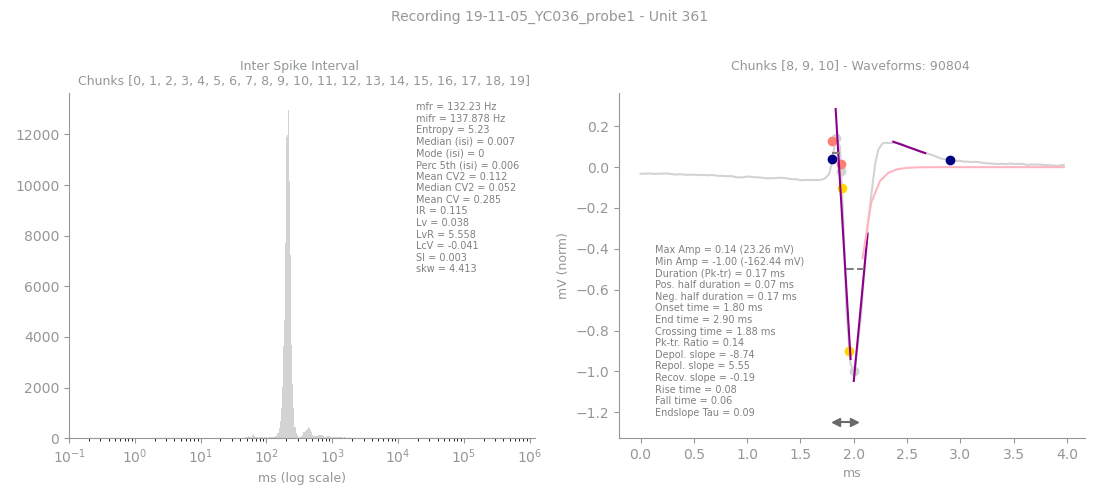 Recording 19-11-05_YC036_probe1 - Unit 361
Inter Spike Interval
Chunks [0, 1, 2, 3, 4, 5, 6, 7, 8, 9, 10, 11, 12, 13, 14, 15, 16, 17, 18, 19]
mfr = 132.23 Hz
mifr = 137.878 Hz
Entropy = 5.23
Median (isi) = 0.007
Mode (isi) = 0
Perc 5th (isi) = 0.006
Mean CV2 = 0.112
Median CV2 = 0.052
Mean CV = 0.285
IR = 0.115
Lv = 0.038
LvR = 5.558
LcV = -0.041
SI = 0.003
skw = 4.413
12000
10000
8000
6000
4000
2000
0
10⁻¹ 10⁰ 10¹ 10² 10³ 10⁴ 10⁵ 10⁶
ms (log scale)
Chunks [8, 9, 10] - Waveforms: 90804
0.2
0.0
−0.2
−0.4
−0.6
−0.8
−1.0
−1.2
mV (norm)
Max Amp = 0.14 (23.26 mV)
Min Amp = -1.00 (-162.44 mV)
Duration (Pk-tr) = 0.17 ms
Pos. half duration = 0.07 ms
Neg. half duration = 0.17 ms
Onset time = 1.80 ms
End time = 2.90 ms
Crossing time = 1.88 ms
Pk-tr. Ratio = 0.14
Depol. slope = -8.74
Repol. slope = 5.55
Recov. slope = -0.19
Rise time = 0.08
Fall time = 0.06
Endslope Tau = 0.09
0.0 0.5 1.0 1.5 2.0 2.5 3.0 3.5 4.0
ms